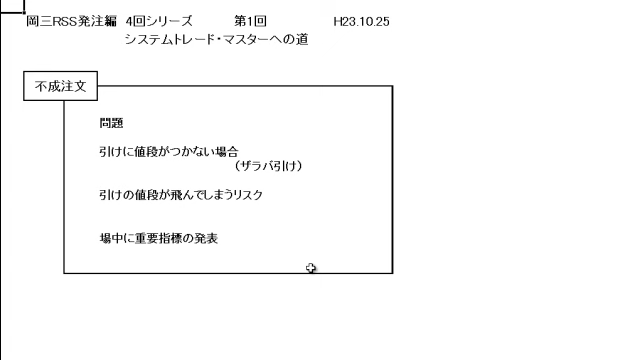 岡三RSS発注編 4回シリーズ 第1回 H23.10.25
システムトレード・マスターへの道
不成注文
問題
引けに値段がつかない場合
（ザラバ引け）
引けの値段が飛んでしまうリスク
場中に重要指標の発表